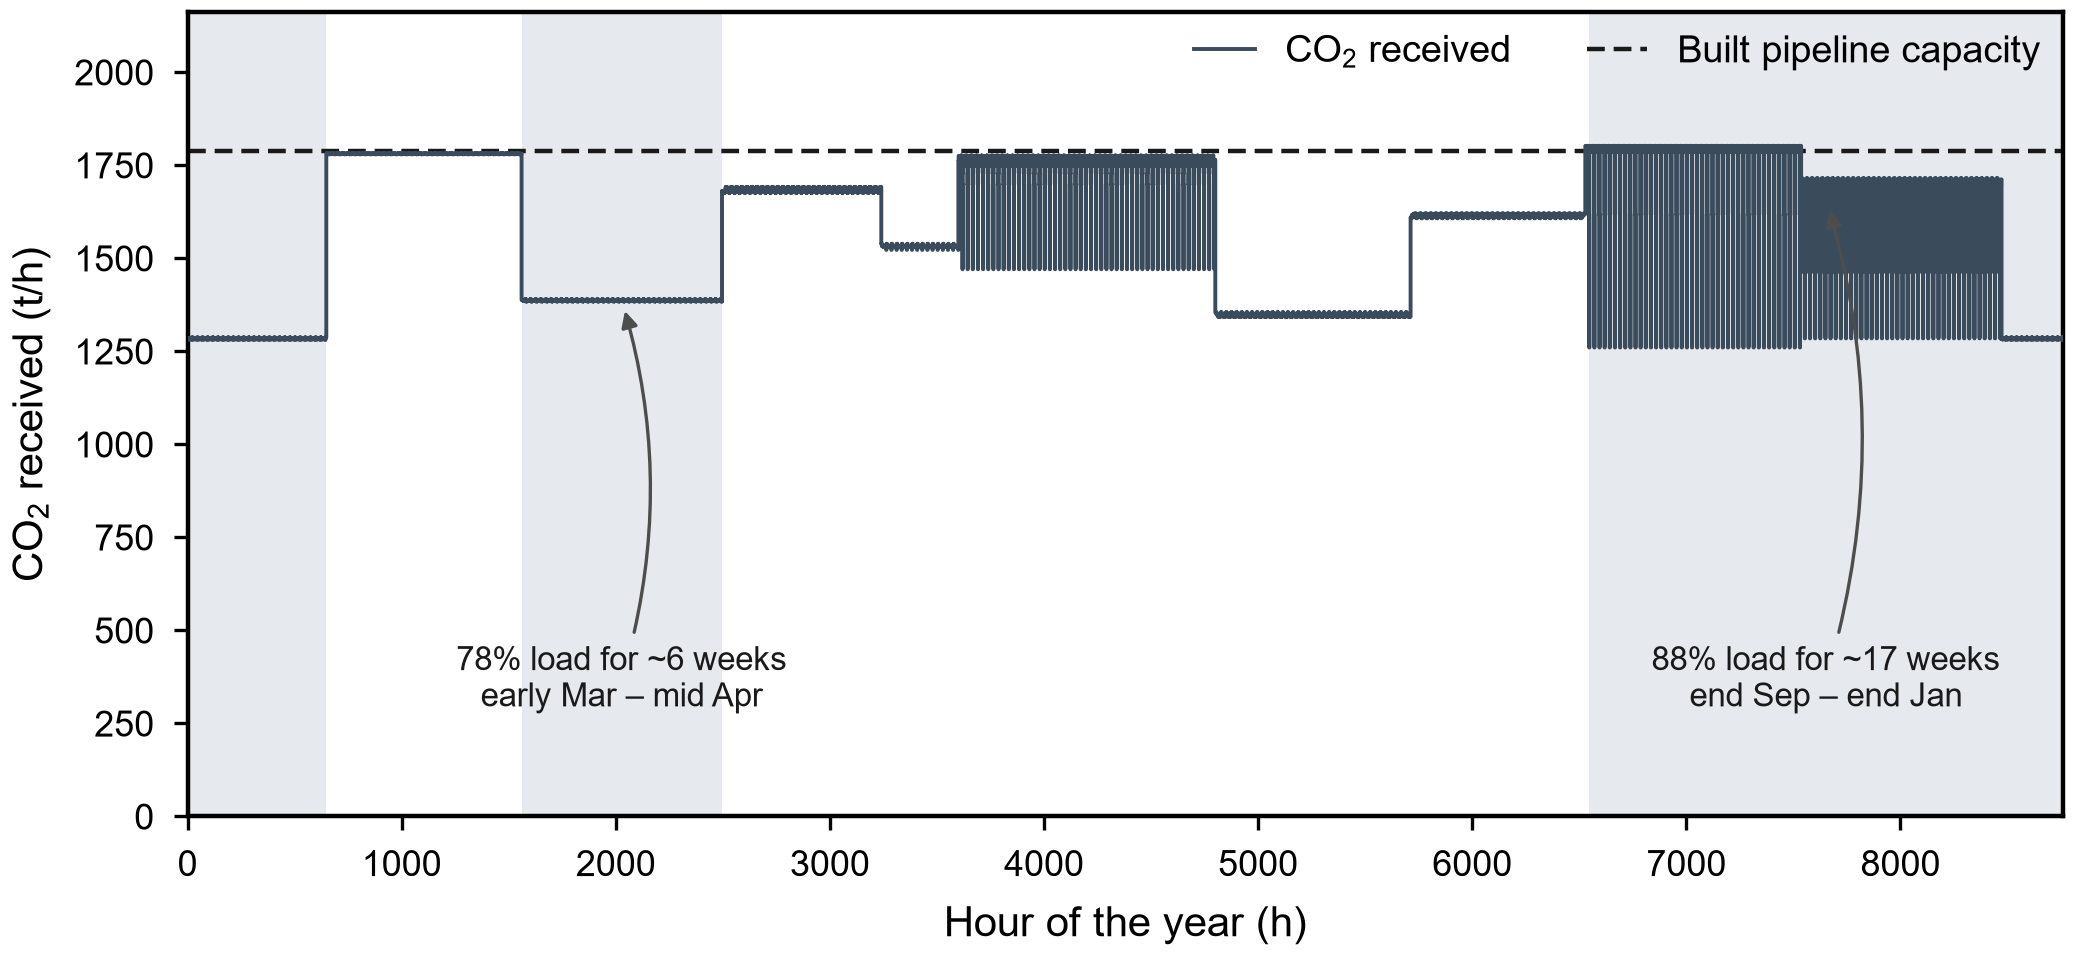 CO₂ received
Built pipeline capacity
CO₂ received (t/h)
2000
1750
1500
1250
1000
750
500
250
0
78% load for ~6 weeks
early Mar – mid Apr
88% load for ~17 weeks
end Sep – end Jan
0 1000 2000 3000 4000 5000 6000 7000 8000
Hour of the year (h)